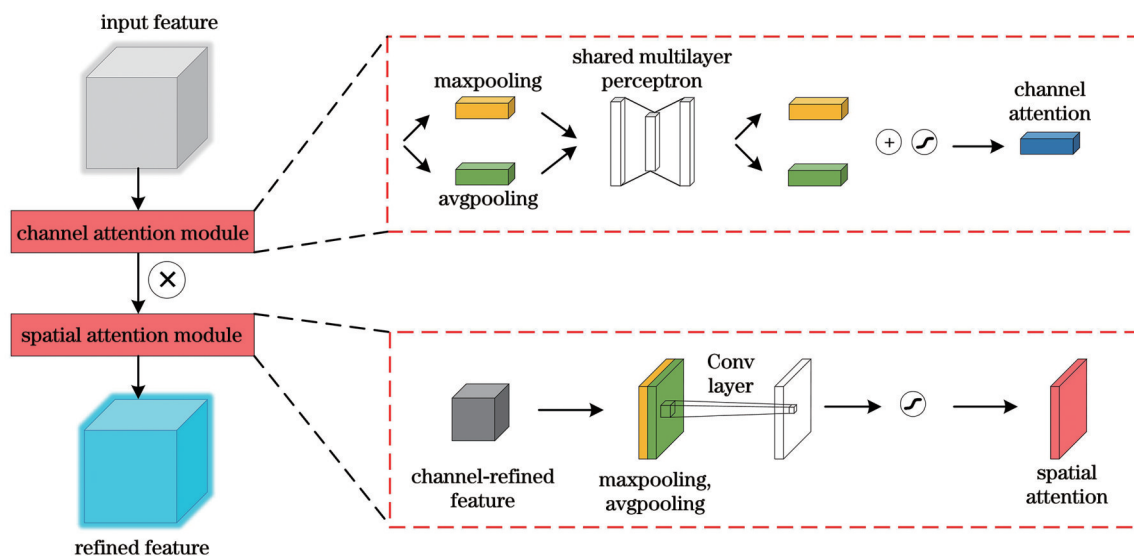 input feature
channel attention module
spatial attention module
refined feature
maxpooling
avgpooling
shared multilayer
perceptron
+
channel
attention
×
channel-refined
feature
maxpooling,
avgpooling
Conv
layer
spatial
attention